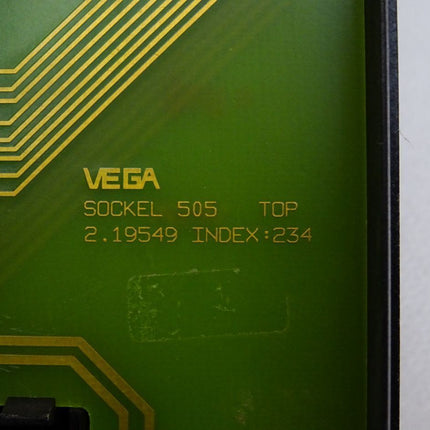 VEGA
SOCKEL 505 TOP
2.19549 INDEX:234